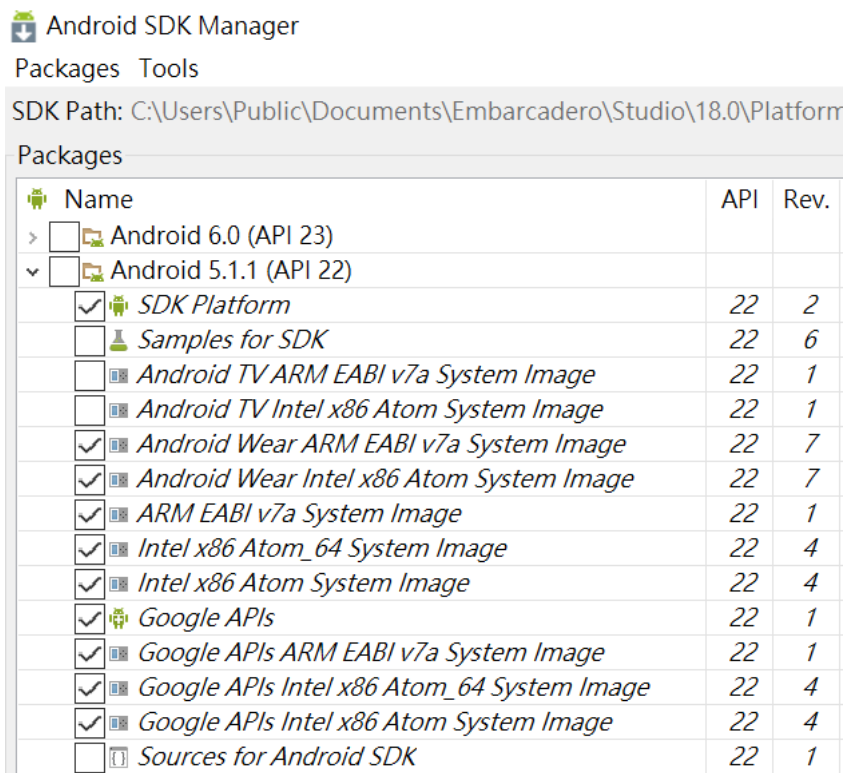 Android SDK Manager
Packages Tools
SDK Path: C:\Users\Public\Documents\Embarcadero\Studio\18.0\Platform
Packages
Name API Rev.
Android 6.0 (API 23)
Android 5.1.1 (API 22)
SDK Platform 22 2
Samples for SDK 22 6
Android TV ARM EABI v7a System Image 22 1
Android TV Intel x86 Atom System Image 22 1
Android Wear ARM EABI v7a System Image 22 7
Android Wear Intel x86 Atom System Image 22 7
ARM EABI v7a System Image 22 1
Intel x86 Atom_64 System Image 22 4
Intel x86 Atom System Image 22 4
Google APIs 22 1
Google APIs ARM EABI v7a System Image 22 1
Google APIs Intel x86 Atom_64 System Image 22 4
Google APIs Intel x86 Atom System Image 22 4
Sources for Android SDK 22 1